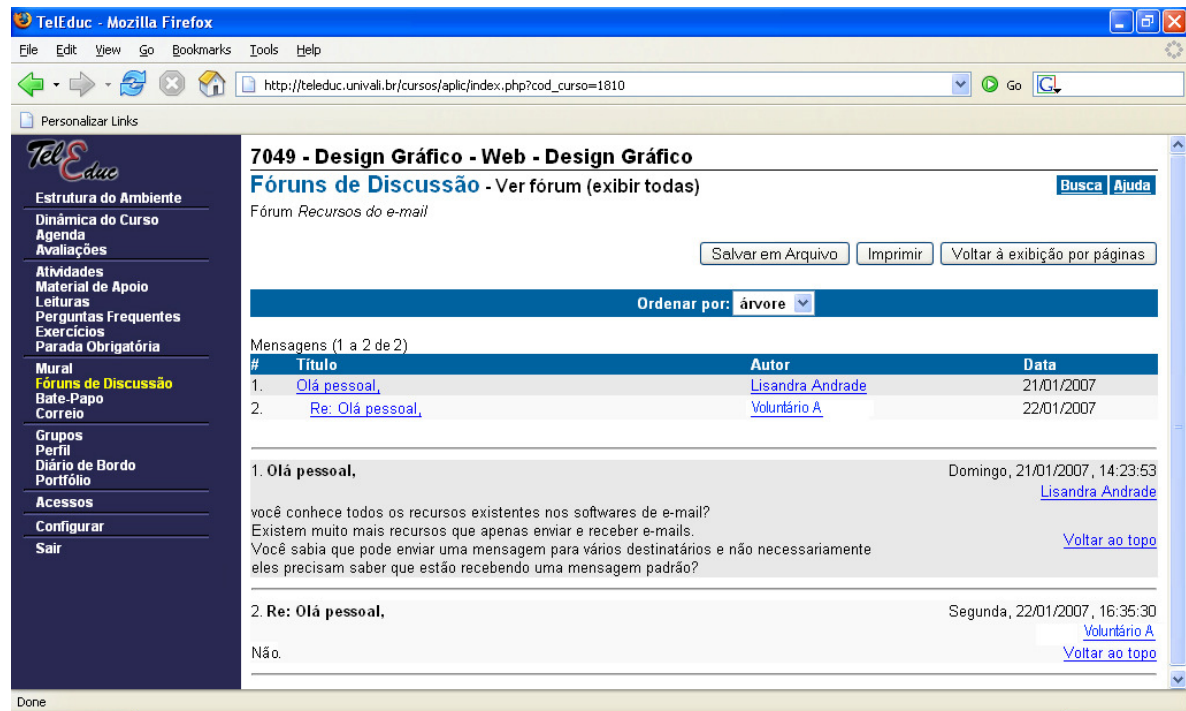 TelEduc - Mozilla Firefox
File Edit View Go Bookmarks Tools Help
http://teleduc.univali.br/cursos/aplic/index.php?cod_curso=1810 Go G
Personalizar Links
TelEduc
Estrutura do Ambiente
Dinâmica do Curso
Agenda
Avaliações
Atividades
Material de Apoio
Leituras
Perguntas Frequentes
Exercícios
Parada Obrigatória
Mural
Fóruns de Discussão
Bate-Papo
Correio
Grupos
Perfil
Diário de Bordo
Portfólio
Acessos
Configurar
Sair
7049 - Design Gráfico - Web - Design Gráfico
Fóruns de Discussão - Ver fórum (exibir todas) Busca Ajuda
Fórum Recursos do e-mail
Salvar em Arquivo Imprimir Voltar à exibição por páginas
Ordenar por: árvore
Mensagens (1 a 2 de 2)
# Título Autor Data
1. Olá pessoal, Lisandra Andrade 21/01/2007
2. Re: Olá pessoal, Voluntário A 22/01/2007
1. Olá pessoal, Domingo, 21/01/2007, 14:23:53
Lisandra Andrade
você conhece todos os recursos existentes nos softwares de e-mail?
Existem muito mais recursos que apenas enviar e receber e-mails.
Você sabia que pode enviar uma mensagem para vários destinatários e não necessariamente
eles precisam saber que estão recebendo uma mensagem padrão?
Voltar ao topo
2. Re: Olá pessoal, Segunda, 22/01/2007, 16:35:30
Voluntário A
Não. Voltar ao topo
Done